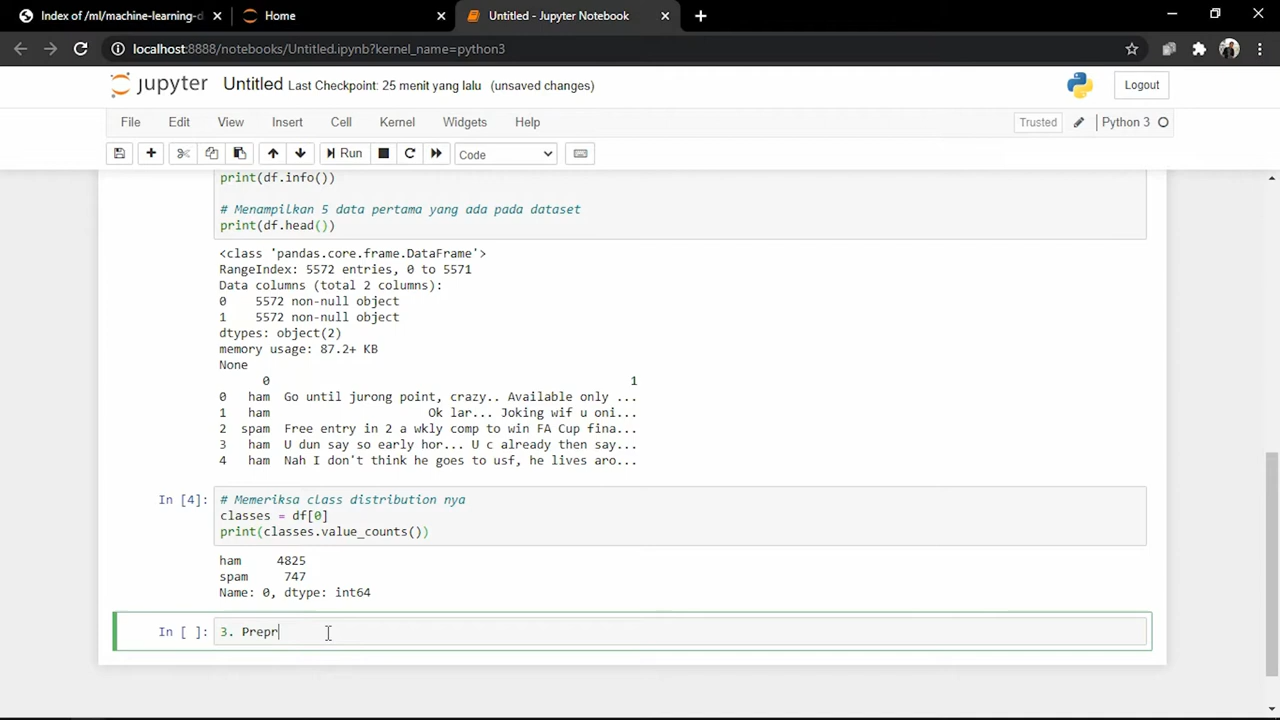 Index of /ml/machine-learning-d
Home
Untitled - Jupyter Notebook
localhost:8888/notebooks/Untitled.ipynb?kernel_name=python3
jupyter Untitled Last Checkpoint: 25 menit yang lalu (unsaved changes)
Logout
File Edit View Insert Cell Kernel Widgets Help
Trusted Python 3
Run Code
print(df.info())
# Menampilkan 5 data pertama yang ada pada dataset
print(df.head())
<class 'pandas.core.frame.DataFrame'>
RangeIndex: 5572 entries, 0 to 5571
Data columns (total 2 columns):
0    5572 non-null object
1    5572 non-null object
dtypes: object(2)
memory usage: 87.2+ KB
None
0 1
0   ham  Go until jurong point, crazy.. Available only ...
1   ham  Ok lar... Joking wif u oni...
2  spam  Free entry in 2 a wkly comp to win FA Cup fina...
3   ham  U dun say so early hor... U c already then say...
4   ham  Nah I don't think he goes to usf, he lives aro...
In [4]: # Memeriksa class distribution nya
classes = df[0]
print(classes.value_counts())
ham     4825
spam     747
Name: 0, dtype: int64
In [ ]: 3. Prepr